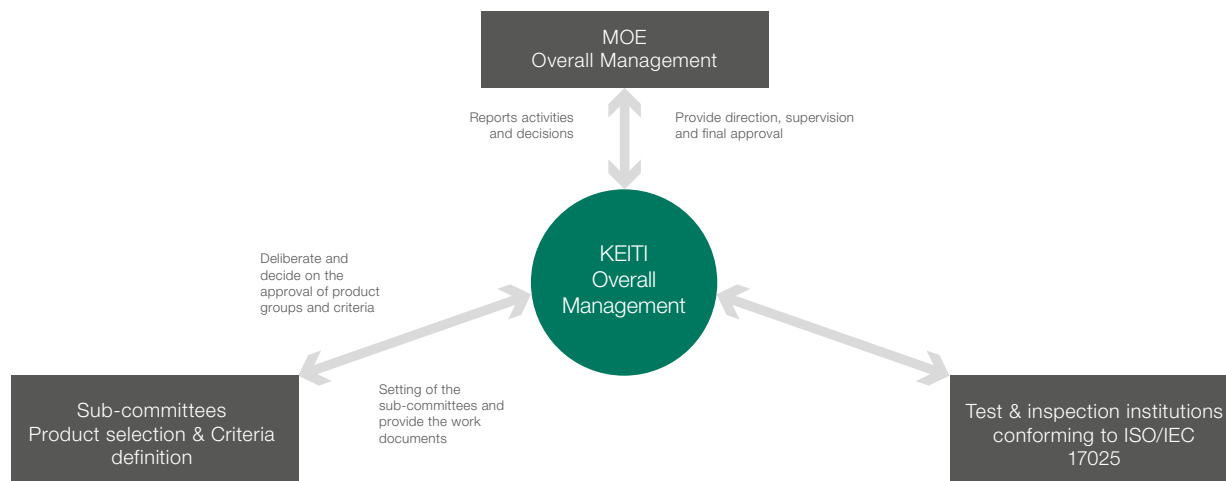 MOE
Overall Management
Reports activities
and decisions
Provide direction, supervision
and final approval
KEITI
Overall
Management
Deliberate and
decide on the
approval of product
groups and criteria
Setting of the
sub-committees and
provide the work
documents
Sub-committees
Product selection & Criteria
definition
Test & inspection institutions
conforming to ISO/IEC
17025